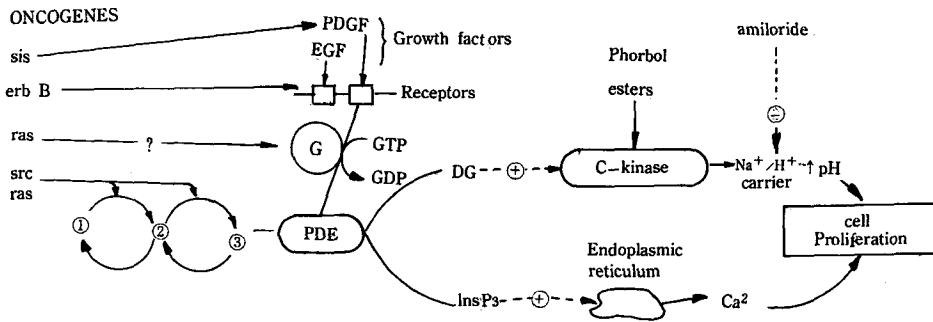 ONCOGENES
sis
PDGF
EGF
Growth factors
erb B
Receptors
ras
?
G
GTP
GDP
src
ras
①
②
③
PDE
DG
+
Phorbol
esters
C-kinase
amiloride
Na⁺/H⁺
carrier
↑ pH
cell
Proliferation
InsP₃
+
Endoplasmic
reticulum
Ca²